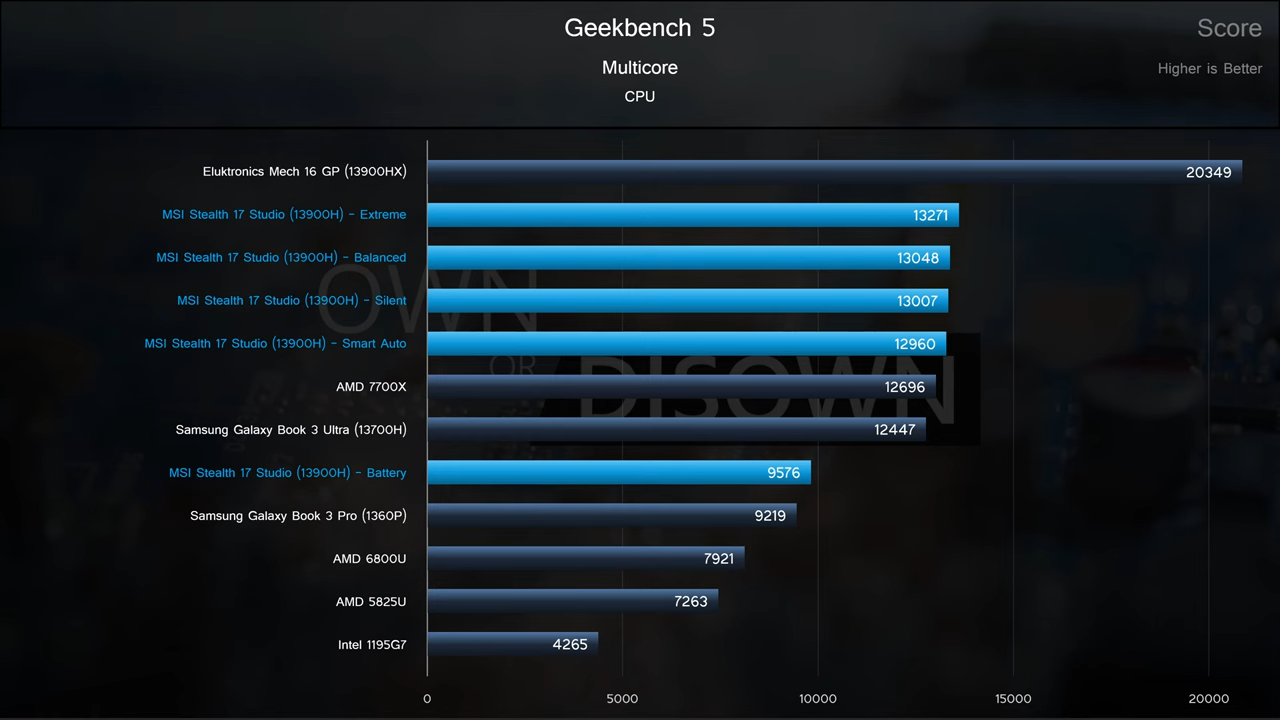 Geekbench 5
Score
Multicore
Higher is Better
CPU
Eluktronics Mech 16 GP (13900HX)
20349
MSI Stealth 17 Studio (13900H) - Extreme
13271
MSI Stealth 17 Studio (13900H) - Balanced
13048
MSI Stealth 17 Studio (13900H) - Silent
13007
MSI Stealth 17 Studio (13900H) - Smart Auto
12960
AMD 7700X
12696
Samsung Galaxy Book 3 Ultra (13700H)
12447
MSI Stealth 17 Studio (13900H) - Battery
9576
Samsung Galaxy Book 3 Pro (1360P)
9219
AMD 6800U
7921
AMD 5825U
7263
Intel 1195G7
4265
0 5000 10000 15000 20000
OWN
OR
DISOWN